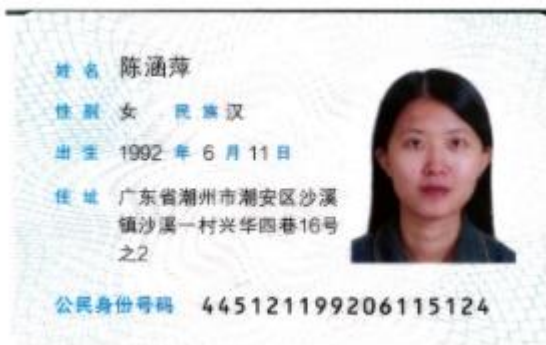 姓名 陈涵萍
性别 女 民族 汉
出生 1992 年 6 月 11 日
住址 广东省潮州市潮安区沙溪
镇沙溪一村兴华四巷16号
之2
公民身份号码 445121199206115124